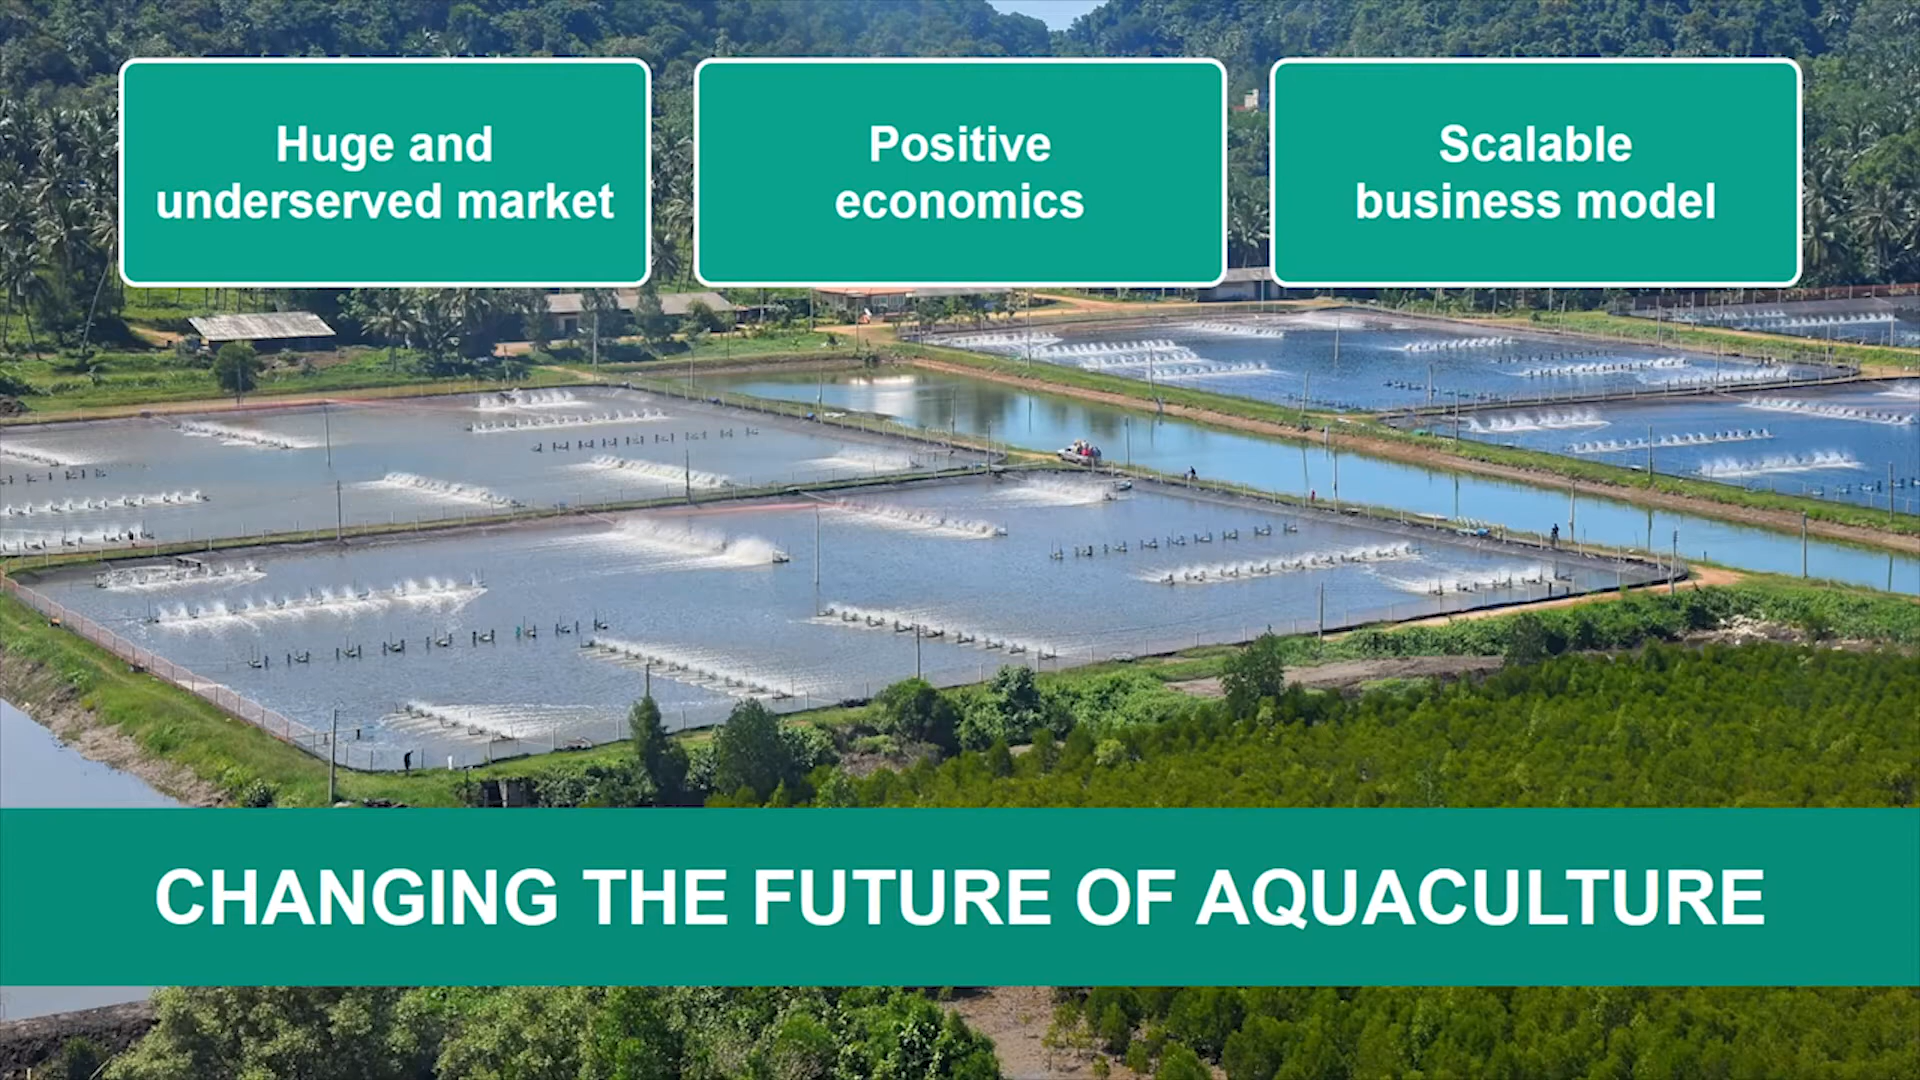 Huge and
underserved market
Positive
economics
Scalable
business model
CHANGING THE FUTURE OF AQUACULTURE